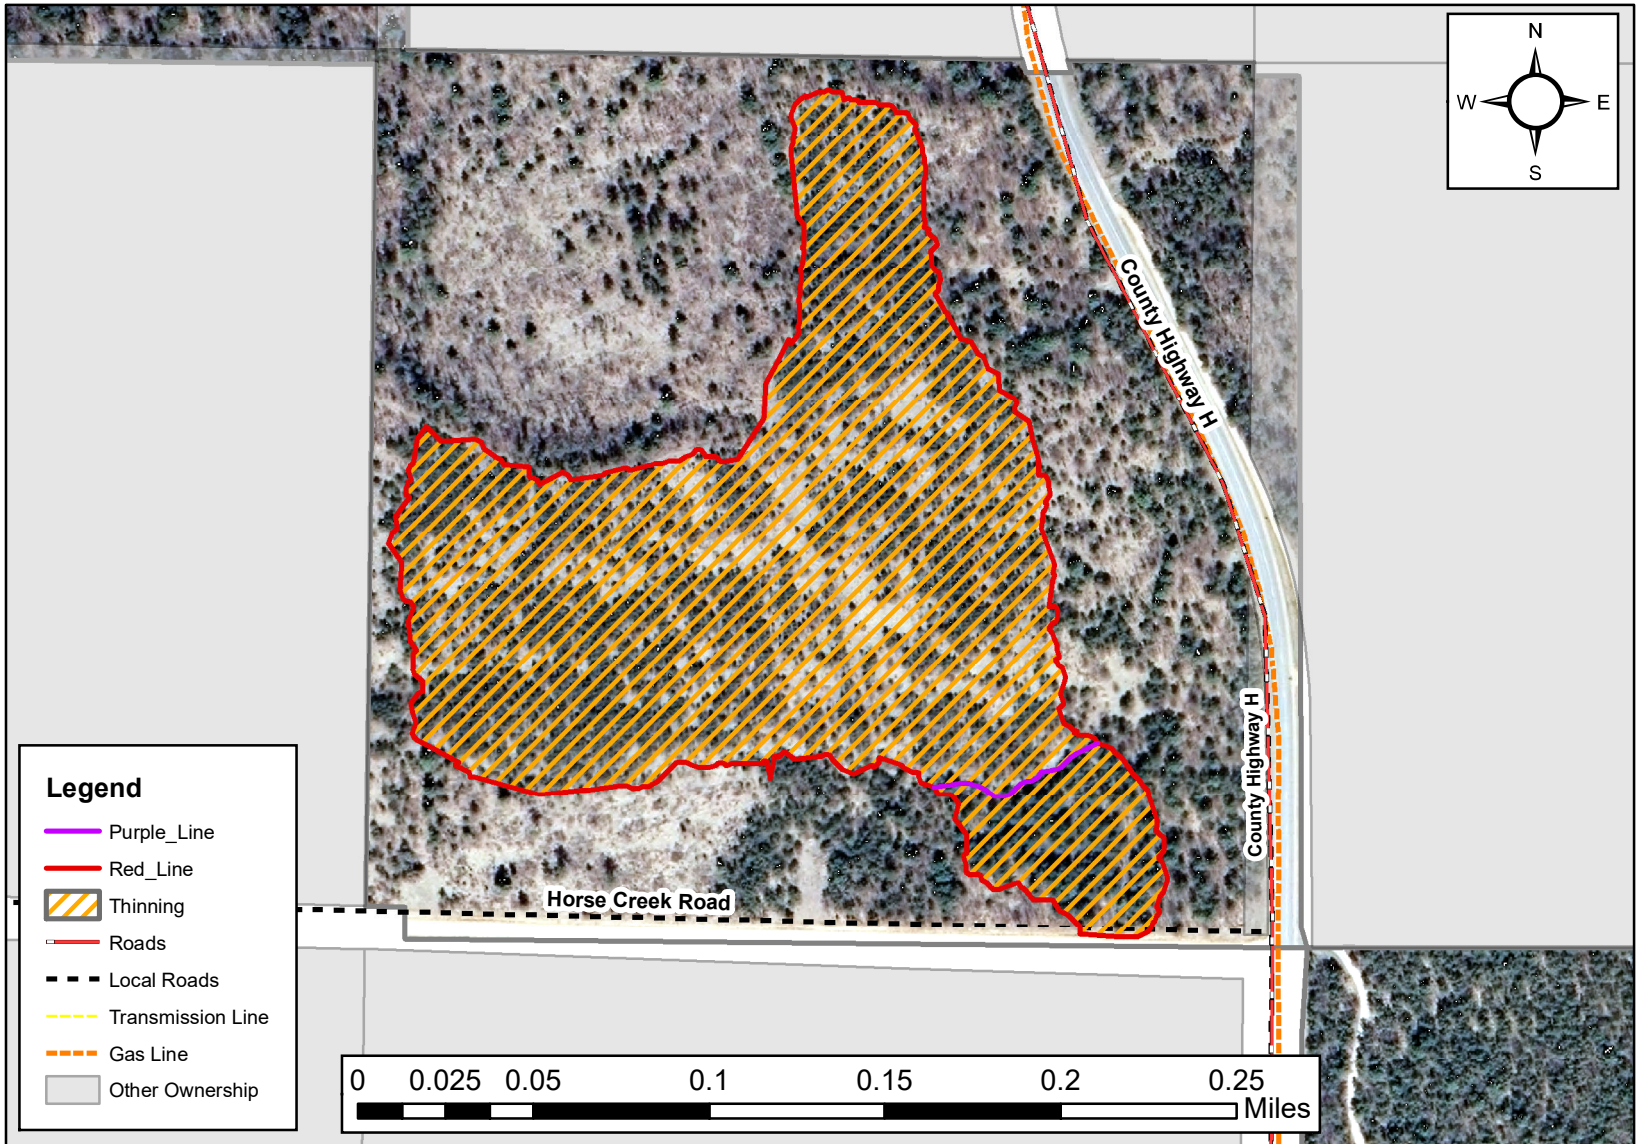 N
W E
S
County Highway H
County Highway H
Horse Creek Road
Legend
Purple_Line
Red_Line
Thinning
Roads
Local Roads
Transmission Line
Gas Line
Other Ownership
0 0.025 0.05 0.1 0.15 0.2 0.25
Miles